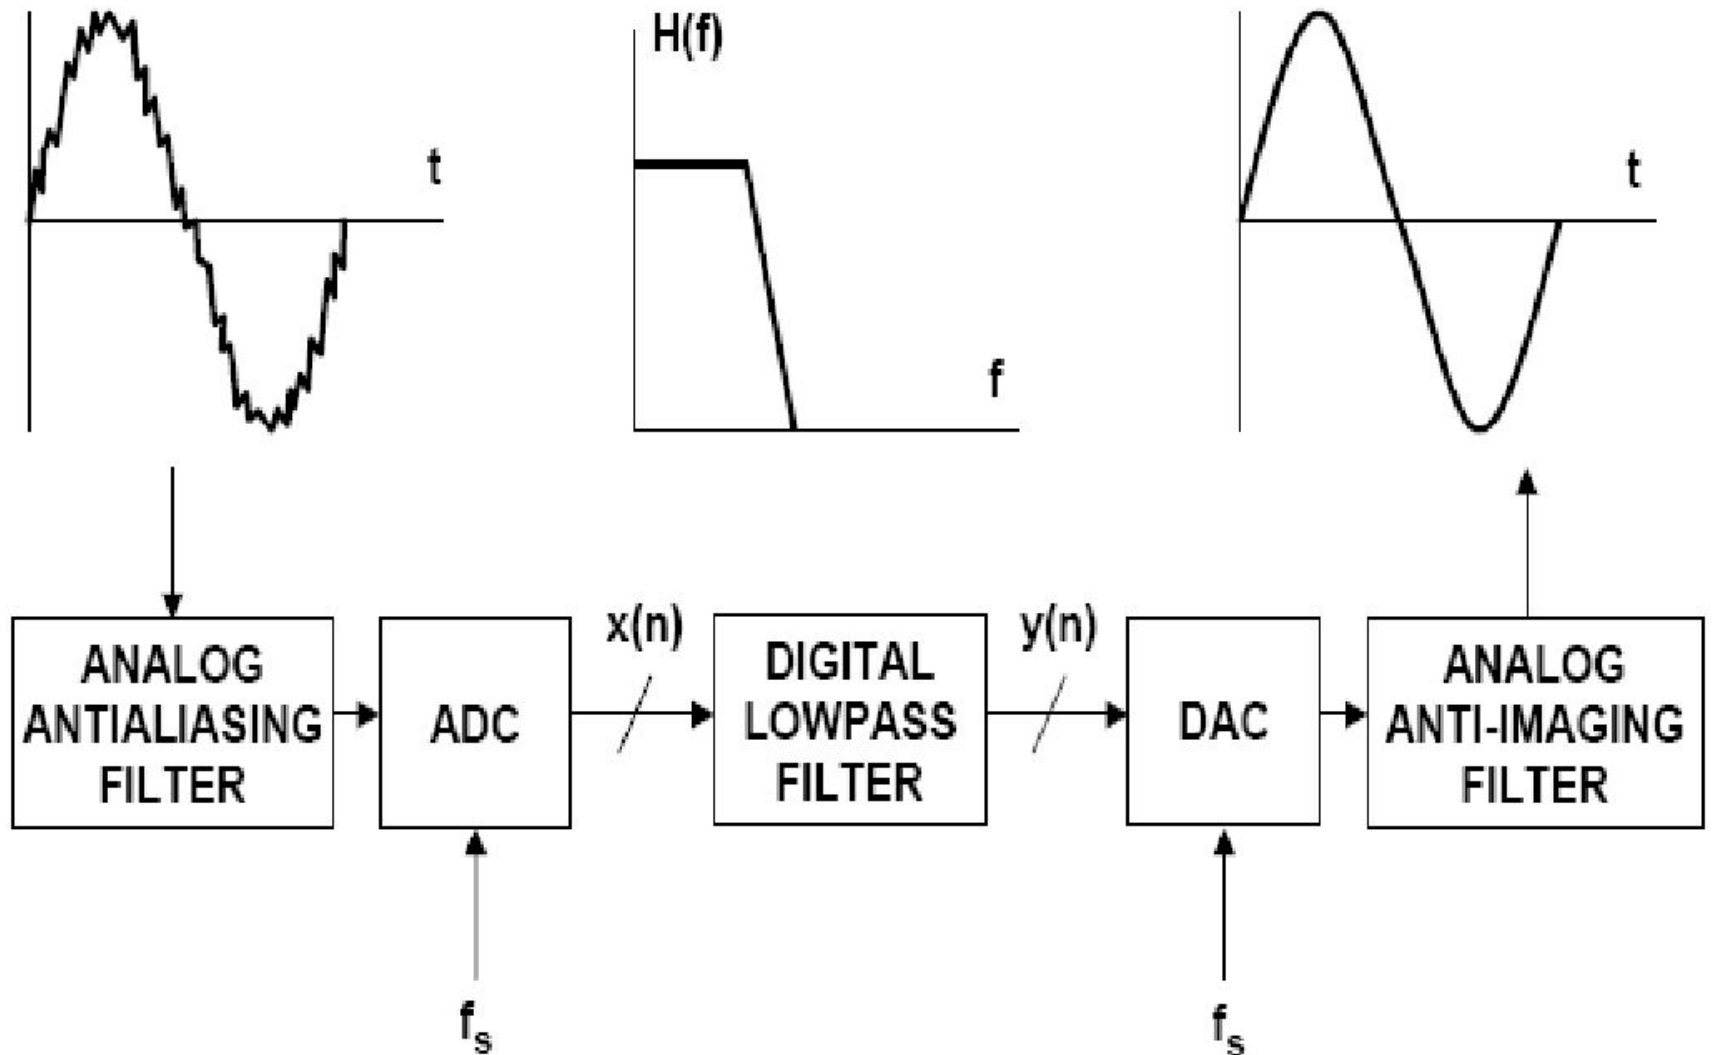 H(f)
t
f
t
ANALOG
ANTIALIASING
FILTER
ADC
x(n)
DIGITAL
LOWPASS
FILTER
y(n)
DAC
ANALOG
ANTI-IMAGING
FILTER
fs
fs